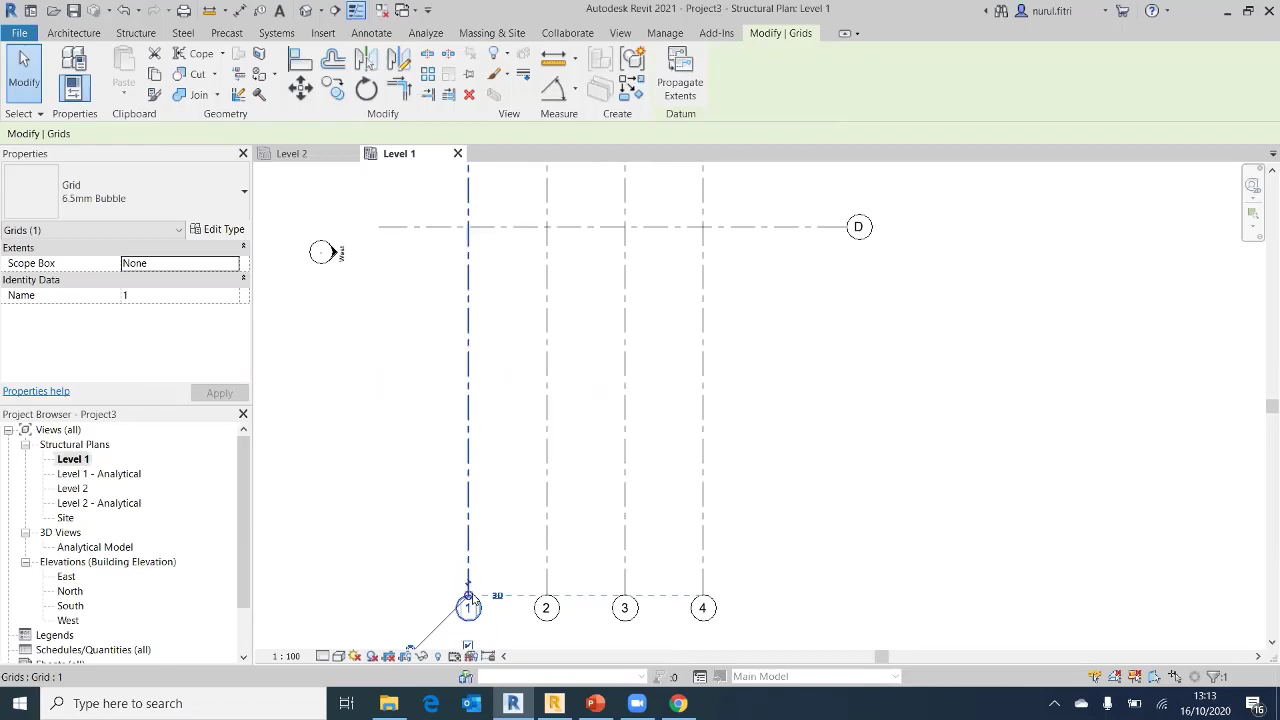 Autodesk Revit 2021 - Project3 - Structural Plan: Level 1
nurul.fitri
File Architecture Structure Steel Precast Systems Insert Annotate Analyze Massing & Site Collaborate View Manage Add-Ins Modify | Grids
Modify
Paste
Cope
Cut
Join
Propagate
Extents
Select Properties Clipboard Geometry Modify View Measure Create Datum
Modify | Grids
Properties
Level 2
Level 1
Grid
6.5mm Bubble
Grids (1)
Edit Type
Extents
Scope Box None
Identity Data
Name 1
Properties help
Apply
Project Browser - Project3
Views (all)
Structural Plans
Level 1
Level 1 - Analytical
Level 2
Level 2 - Analytical
Site
3D Views
Analytical Model
Elevations (Building Elevation)
East
North
South
West
Legends
Schedules/Quantities (all)
D
West
3D
1 2 3 4
1 : 100
Grids : Grid : 1
:0
Main Model
:1
Type here to search
13:13
16/10/2020
16